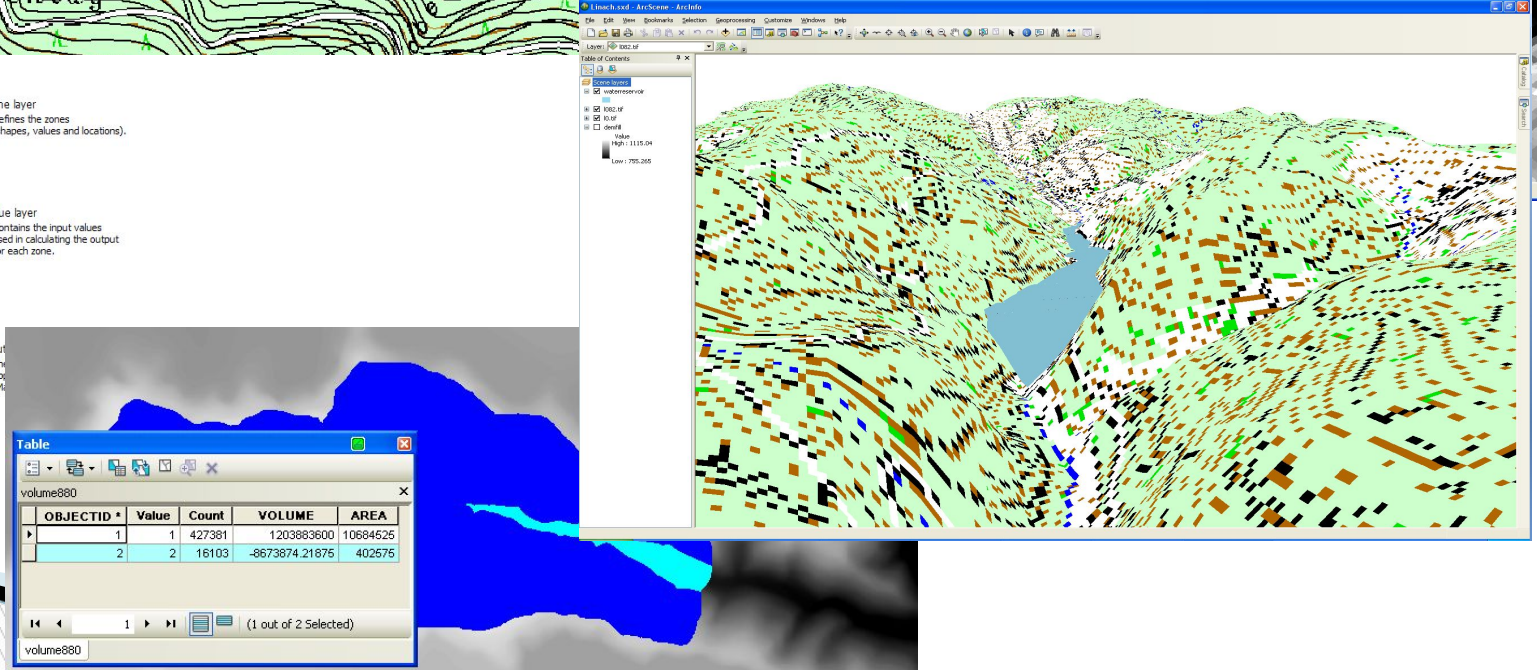 ne layer
efines the zones
hapes, values and locations).
ue layer
ontains the input values
sed in calculating the output
or each zone.
Linach.sxd - ArcScene - ArcInfo
File Edit View Bookmarks Selection Geoprocessing Customize Windows Help
Layer: l082.tif
Table of Contents
Scene layers
waterreservoir
l082.tif
l0.tif
demfill
Value
High : 1115.04
Low : 755.265
Catalog
Search
Table
volume880
OBJECTID * Value Count VOLUME AREA
1 1 427381 1203883600 10684525
2 2 16103 -8673874.21875 402575
1 (1 out of 2 Selected)
volume880